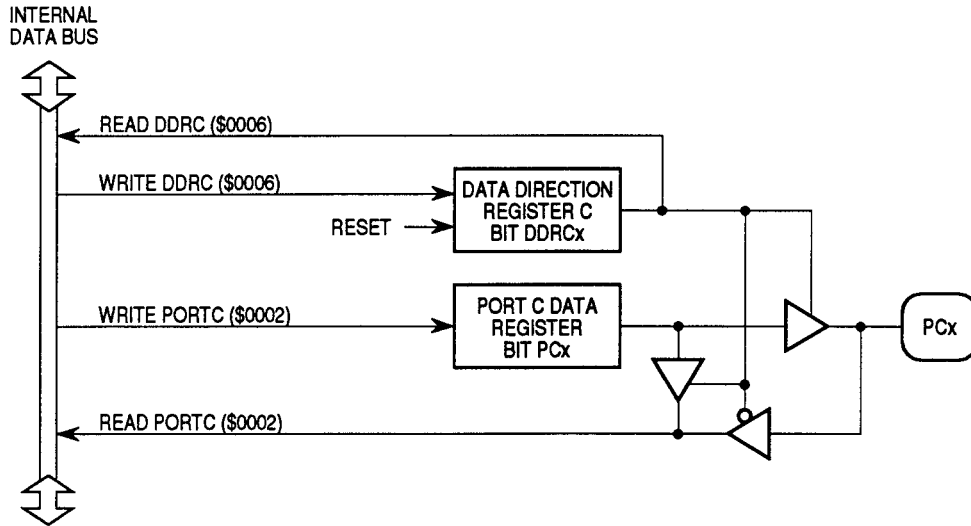 INTERNAL
DATA BUS
READ DDRC ($0006)
WRITE DDRC ($0006)
DATA DIRECTION
REGISTER C
BIT DDRCx
RESET
WRITE PORTC ($0002)
PORT C DATA
REGISTER
BIT PCx
PCx
READ PORTC ($0002)